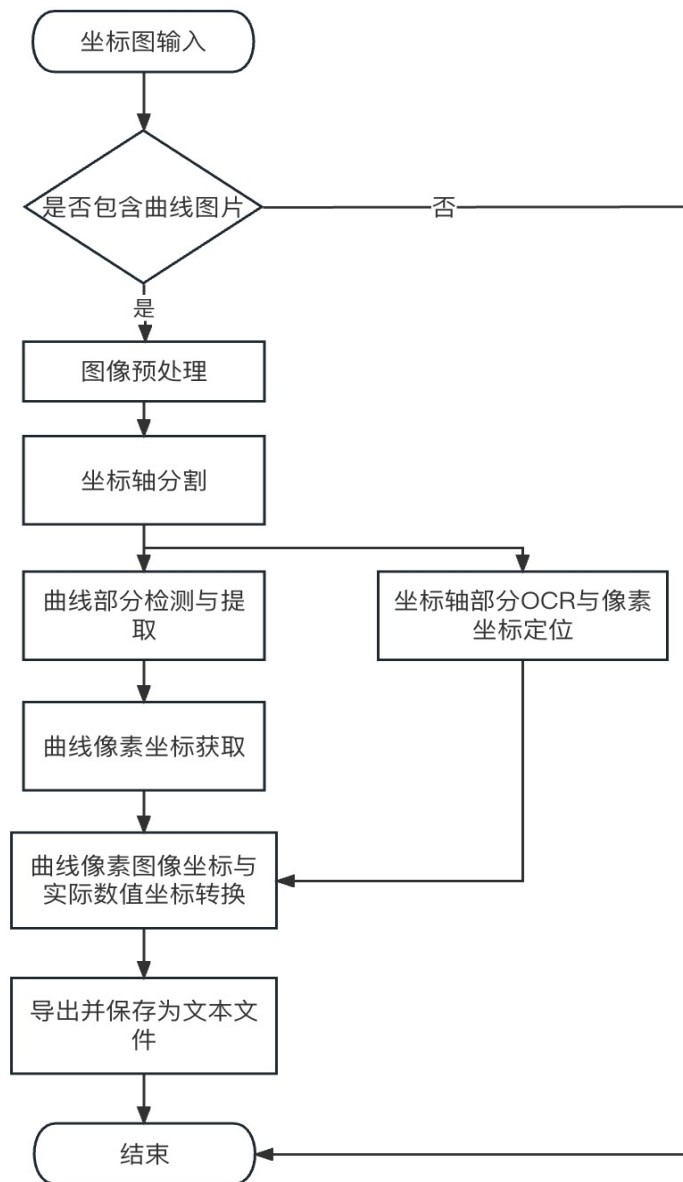 坐标图输入
是否包含曲线图片
否
是
图像预处理
坐标轴分割
曲线部分检测与提
取
坐标轴部分OCR与像素
坐标定位
曲线像素坐标获取
曲线像素图像坐标与
实际数值坐标转换
导出并保存为文本文
件
结束